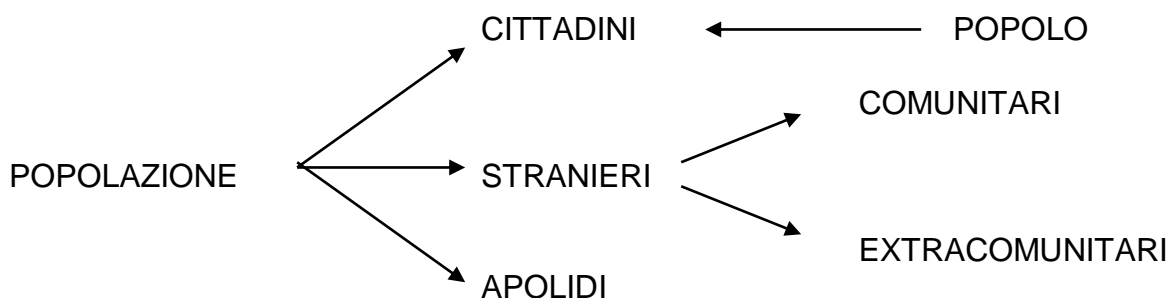 CITTADINI POPOLO
COMUNITARI
POPOLAZIONE STRANIERI
EXTRACOMUNITARI
APOLIDI